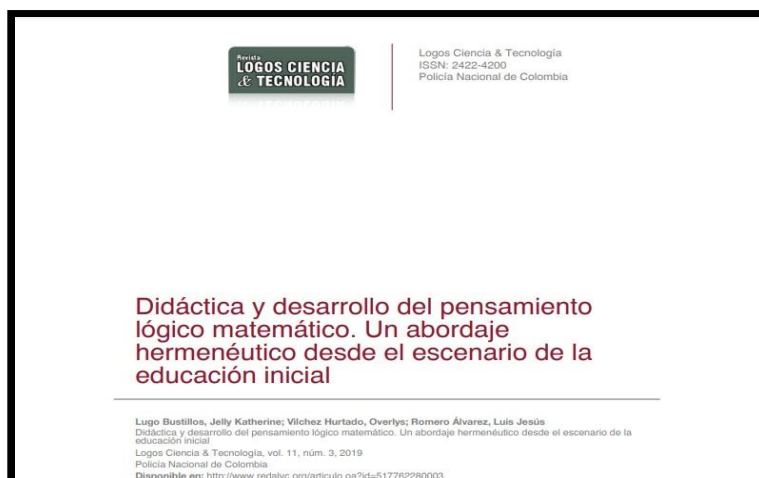 Revista
LOGOS CIENCIA
& TECNOLOGÍA
Logos Ciencia & Tecnología
ISSN: 2422-4200
Policía Nacional de Colombia
Didáctica y desarrollo del pensamiento
lógico matemático. Un abordaje
hermenéutico desde el escenario de la
educación inicial
Lugo Bustillos, Jelly Katherine; Vilchez Hurtado, Overlys; Romero Álvarez, Luis Jesús
Didáctica y desarrollo del pensamiento lógico matemático. Un abordaje hermenéutico desde el escenario de la
educación inicial
Logos Ciencia & Tecnología, vol. 11, núm. 3, 2019
Policía Nacional de Colombia
Disponible en: http://www.redalyc.org/articulo.oa?id=517762280003